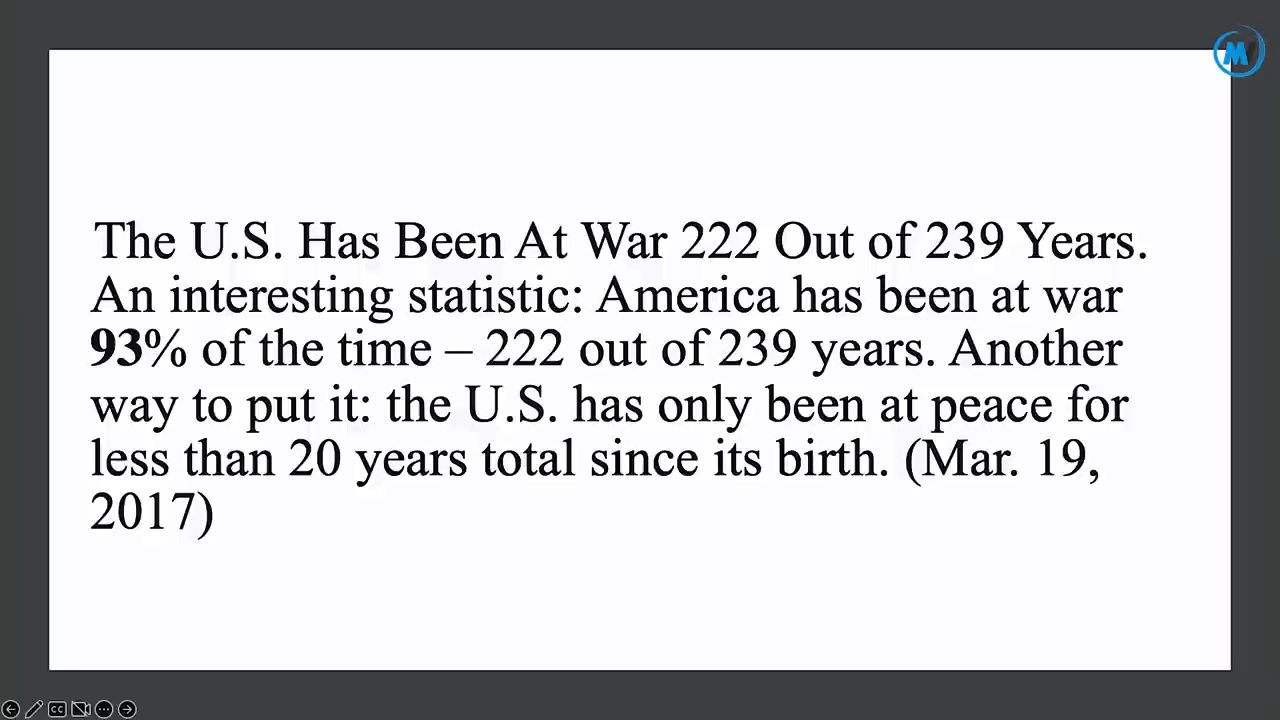 M
The U.S. Has Been At War 222 Out of 239 Years.
An interesting statistic: America has been at war
93% of the time – 222 out of 239 years. Another
way to put it: the U.S. has only been at peace for
less than 20 years total since its birth. (Mar. 19,
2017)
CC